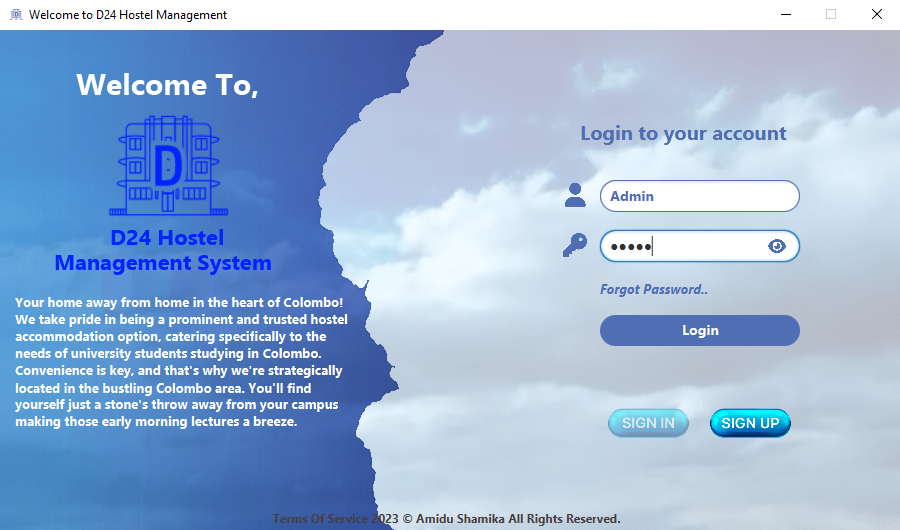 Welcome to D24 Hostel Management
Welcome To,
D
D24 Hostel
Management System
Your home away from home in the heart of Colombo!
We take pride in being a prominent and trusted hostel
accommodation option, catering specifically to the
needs of university students studying in Colombo.
Convenience is key, and that's why we're strategically
located in the bustling Colombo area. You'll find
yourself just a stone's throw away from your campus
making those early morning lectures a breeze.
Login to your account
Admin
•••••
Forgot Password..
Login
SIGN IN SIGN UP
Terms Of Service 2023 © Amidu Shamika All Rights Reserved.